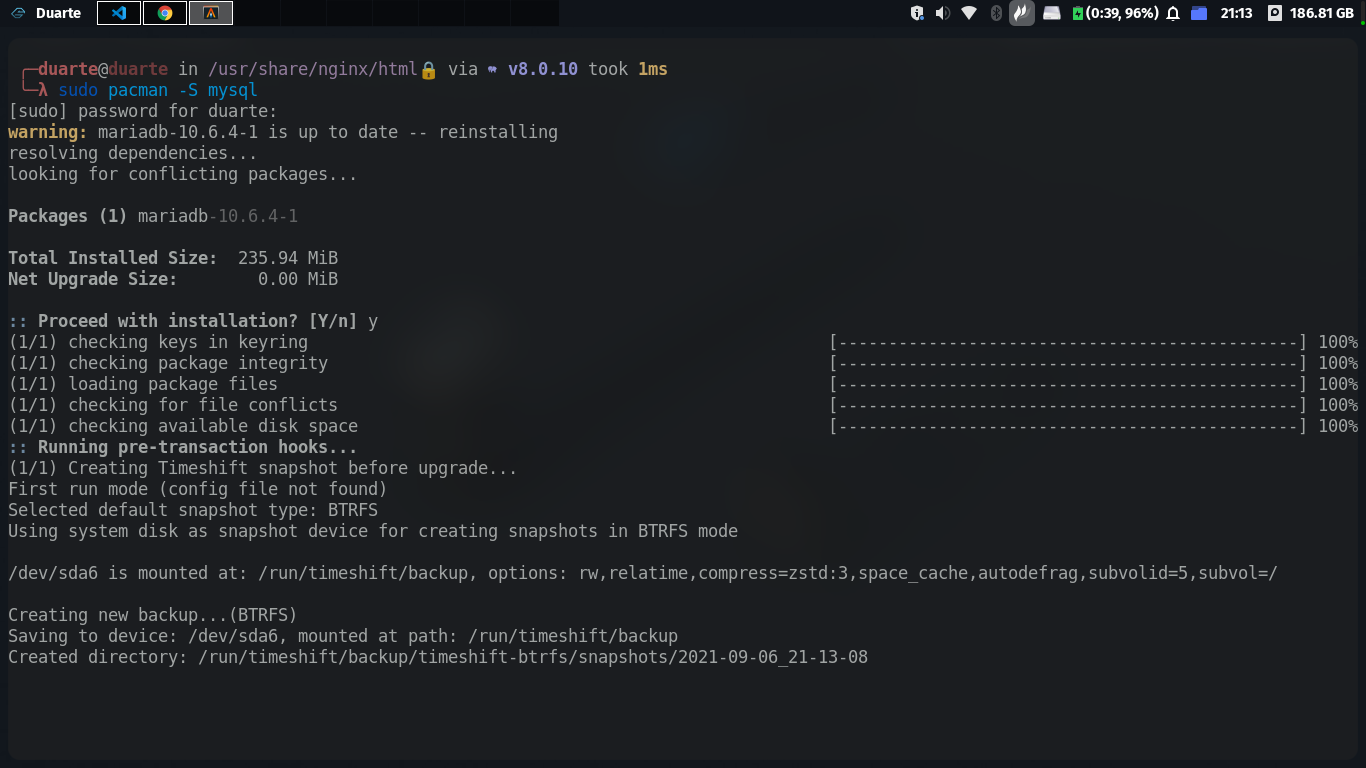 Duarte (0:39, 96%) 21:13 186.81 GB
╭─duarte@duarte in /usr/share/nginx/html🔒 via 🐘 v8.0.10 took 1ms
╰─λ sudo pacman -S mysql
[sudo] password for duarte:
warning: mariadb-10.6.4-1 is up to date -- reinstalling
resolving dependencies...
looking for conflicting packages...
Packages (1) mariadb-10.6.4-1
Total Installed Size:  235.94 MiB
Net Upgrade Size:        0.00 MiB
:: Proceed with installation? [Y/n] y
(1/1) checking keys in keyring [----------------------------------------------] 100%
(1/1) checking package integrity [----------------------------------------------] 100%
(1/1) loading package files [----------------------------------------------] 100%
(1/1) checking for file conflicts [----------------------------------------------] 100%
(1/1) checking available disk space [----------------------------------------------] 100%
:: Running pre-transaction hooks...
(1/1) Creating Timeshift snapshot before upgrade...
First run mode (config file not found)
Selected default snapshot type: BTRFS
Using system disk as snapshot device for creating snapshots in BTRFS mode
/dev/sda6 is mounted at: /run/timeshift/backup, options: rw,relatime,compress=zstd:3,space_cache,autodefrag,subvolid=5,subvol=/
Creating new backup...(BTRFS)
Saving to device: /dev/sda6, mounted at path: /run/timeshift/backup
Created directory: /run/timeshift/backup/timeshift-btrfs/snapshots/2021-09-06_21-13-08